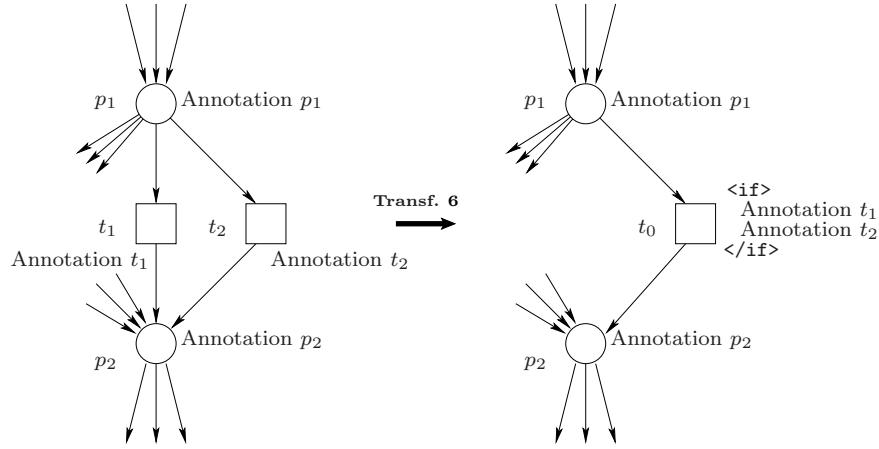 p₁ Annotation p₁
p₁ Annotation p₁
Transf. 6
t₁
t₂
Annotation t₁
Annotation t₂
t₀
<if>
Annotation t₁
Annotation t₂
</if>
p₂ Annotation p₂
p₂ Annotation p₂